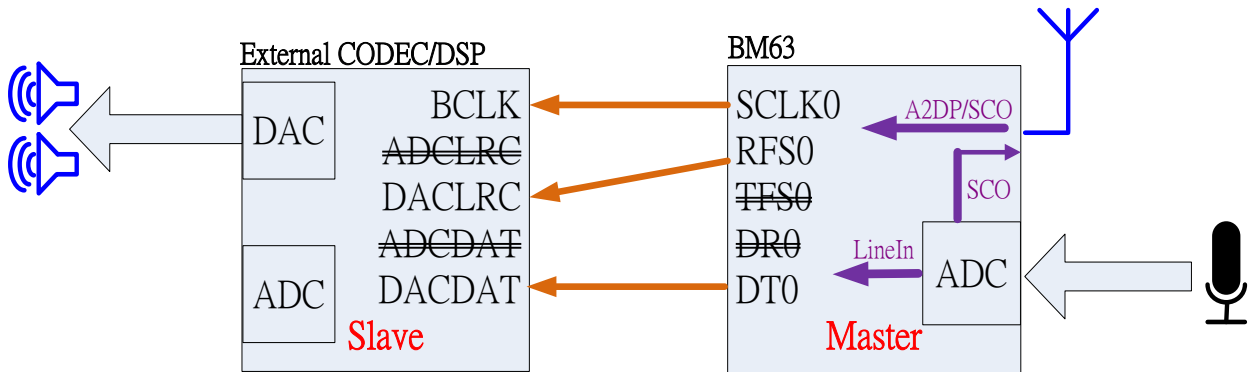 External CODEC/DSP
DAC
ADC
BCLK
ADCLRC
DACLRC
ADCDAT
DACDAT
Slave
BM63
SCLK0
RFS0
TFS0
DR0
DT0
A2DP/SCO
SCO
LineIn
ADC
Master